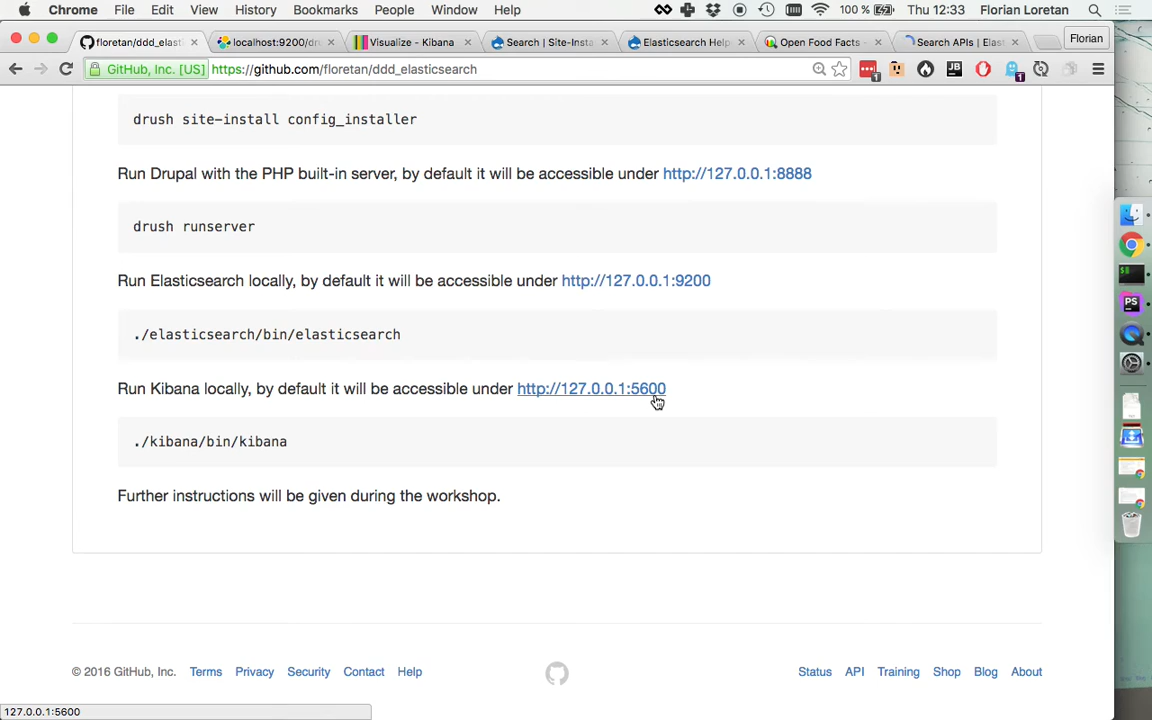 Chrome File Edit View History Bookmarks People Window Help 100 % Thu 12:33 Florian Loretan
floretan/ddd_elasti localhost:9200/dru Visualize - Kibana Search | Site-Insta Elasticsearch Help Open Food Facts - Search APIs | Elast Florian
GitHub, Inc. [US] https://github.com/floretan/ddd_elasticsearch
drush site-install config_installer
Run Drupal with the PHP built-in server, by default it will be accessible under http://127.0.0.1:8888
drush runserver
Run Elasticsearch locally, by default it will be accessible under http://127.0.0.1:9200
./elasticsearch/bin/elasticsearch
Run Kibana locally, by default it will be accessible under http://127.0.0.1:5600
./kibana/bin/kibana
Further instructions will be given during the workshop.
© 2016 GitHub, Inc. Terms Privacy Security Contact Help Status API Training Shop Blog About
127.0.0.1:5600